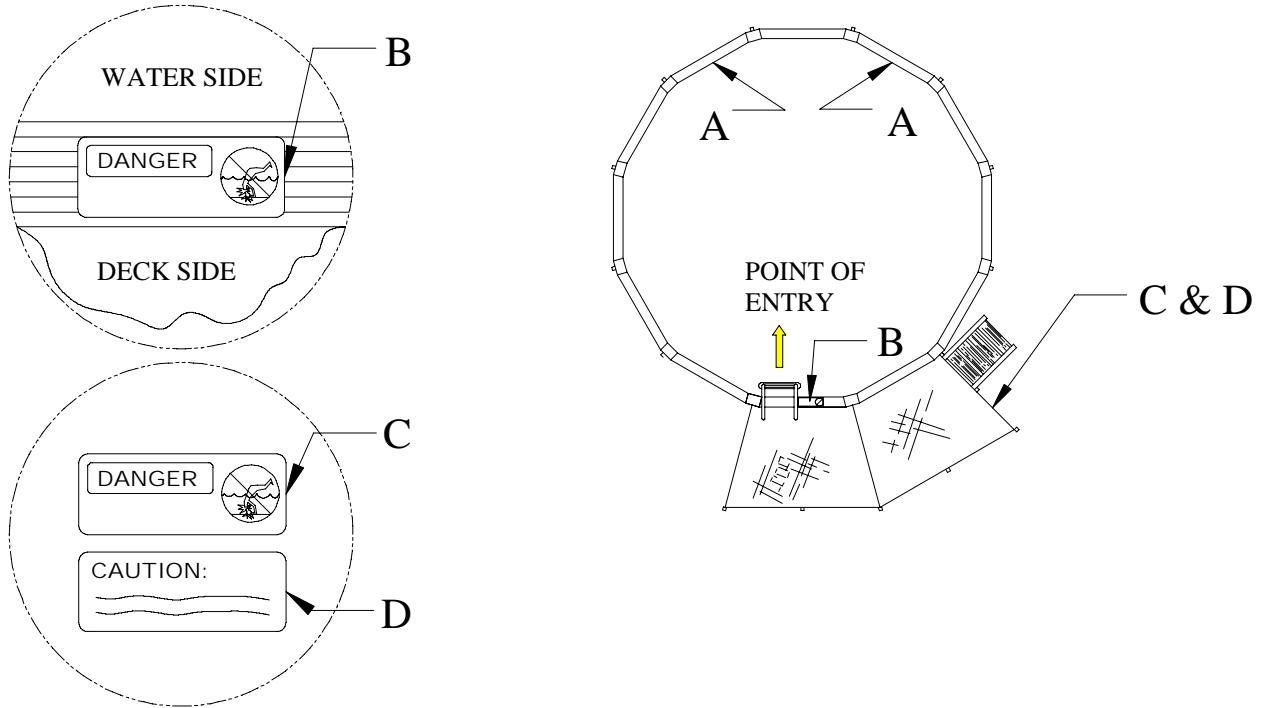 WATER SIDE
B
DANGER
DECK SIDE
DANGER
C
CAUTION:
D
A
A
POINT OF
ENTRY
B
C & D